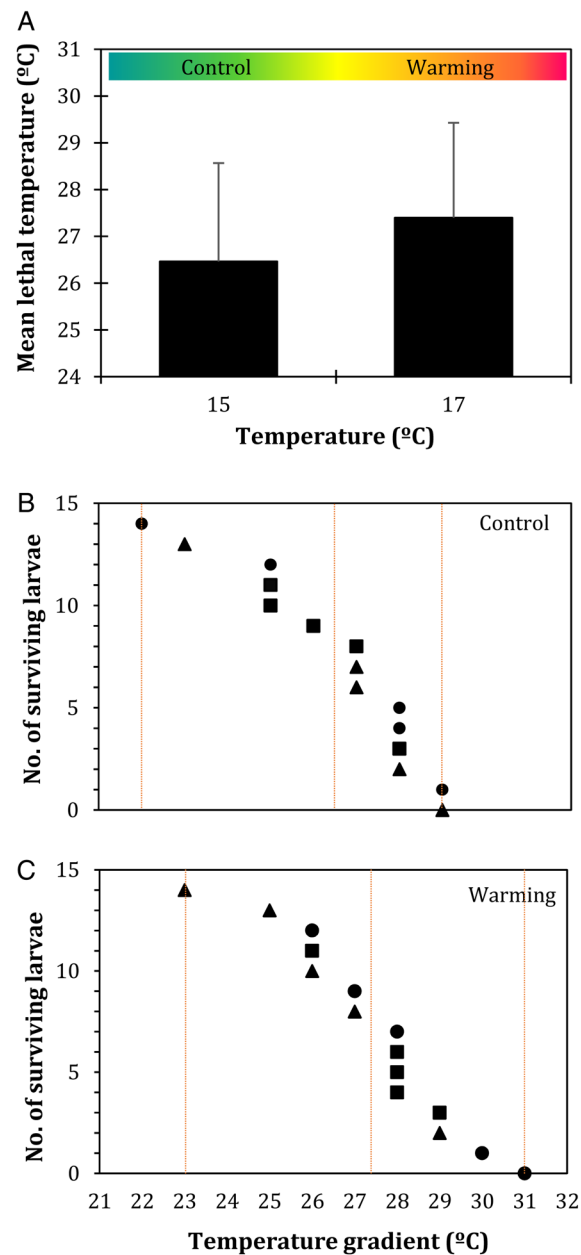 A
Mean lethal temperature (ºC)
31
30
29
28
27
26
25
24
Control
Warming
15
17
Temperature (ºC)
B
No. of surviving larvae
15
10
5
0
Control
C
No. of surviving larvae
15
10
5
0
Warming
21 22 23 24 25 26 27 28 29 30 31 32
Temperature gradient (ºC)